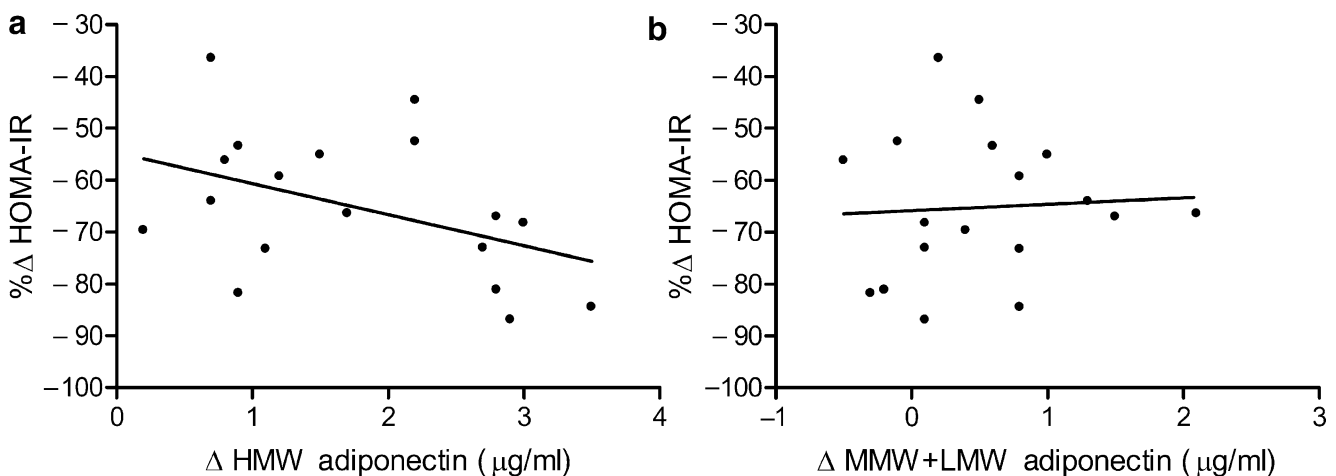 a
−30
−40
−50
−60
−70
−80
−90
−100
%Δ HOMA-IR
0 1 2 3 4
Δ HMW adiponectin (μg/ml)
b
−30
−40
−50
−60
−70
−80
−90
−100
%Δ HOMA-IR
−1 0 1 2 3
Δ MMW+LMW adiponectin (μg/ml)